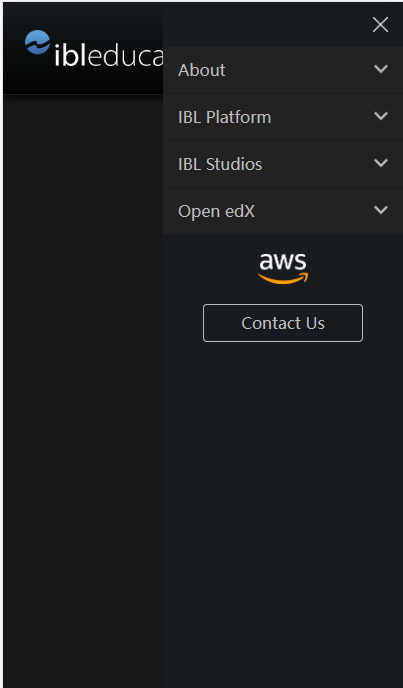 ibleduca
About
IBL Platform
IBL Studios
Open edX
aws
Contact Us